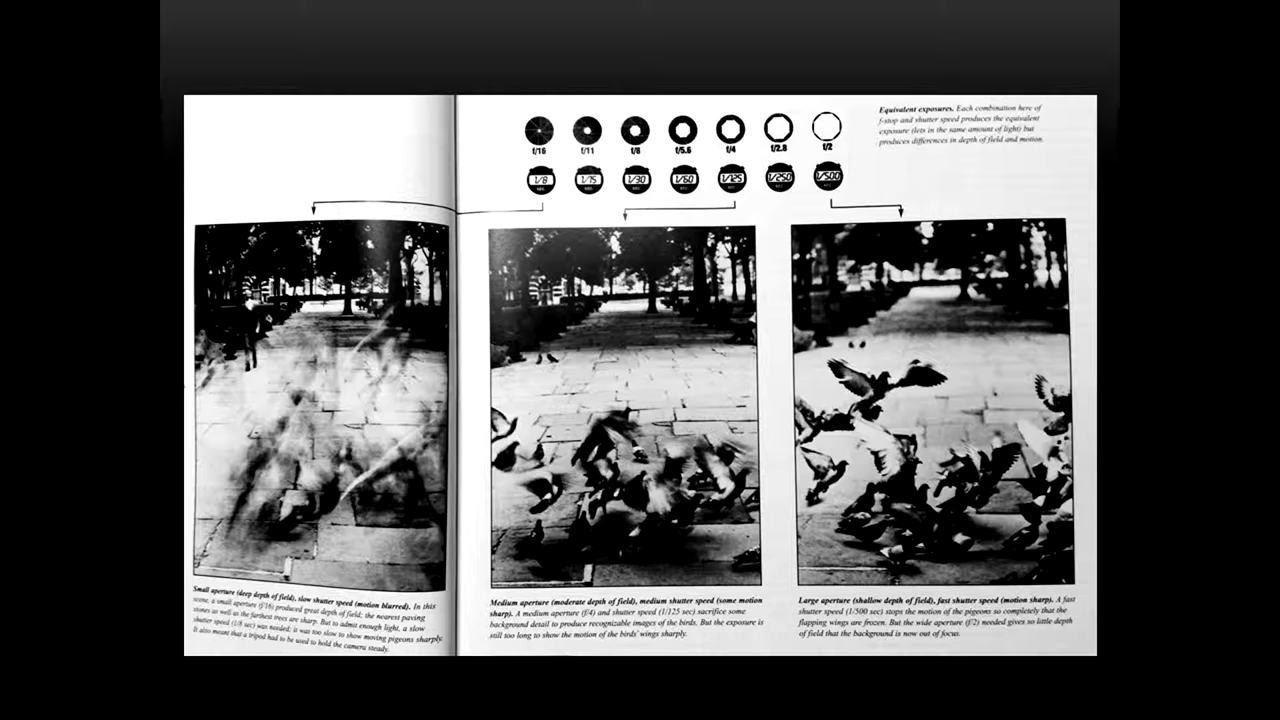 Equivalent exposures. Each combination here of
f-stop and shutter speed produces the equivalent
exposure (lets in the same amount of light) but
produces differences in depth of field and motion.
f/16 f/11 f/8 f/5.6 f/4 f/2.8 f/2
1/8 1/15 1/30 1/60 1/125 1/250 1/500
Small aperture (deep depth of field), slow shutter speed (motion blurred). In this
scene, a small aperture (f/16) produced great depth of field; the nearest paving
stones as well as the farthest trees are sharp. But to admit enough light, a slow
shutter speed (1/8 sec) was needed; it was too slow to show moving pigeons sharply.
It also meant that a tripod had to be used to hold the camera steady.
Medium aperture (moderate depth of field), medium shutter speed (some motion
sharp). A medium aperture (f/4) and shutter speed (1/125 sec) sacrifice some
background detail to produce recognizable images of the birds. But the exposure is
still too long to show the motion of the birds' wings sharply.
Large aperture (shallow depth of field), fast shutter speed (motion sharp). A fast
shutter speed (1/500 sec) stops the motion of the pigeons so completely that the
flapping wings are frozen. But the wide aperture (f/2) needed gives so little depth
of field that the background is now out of focus.